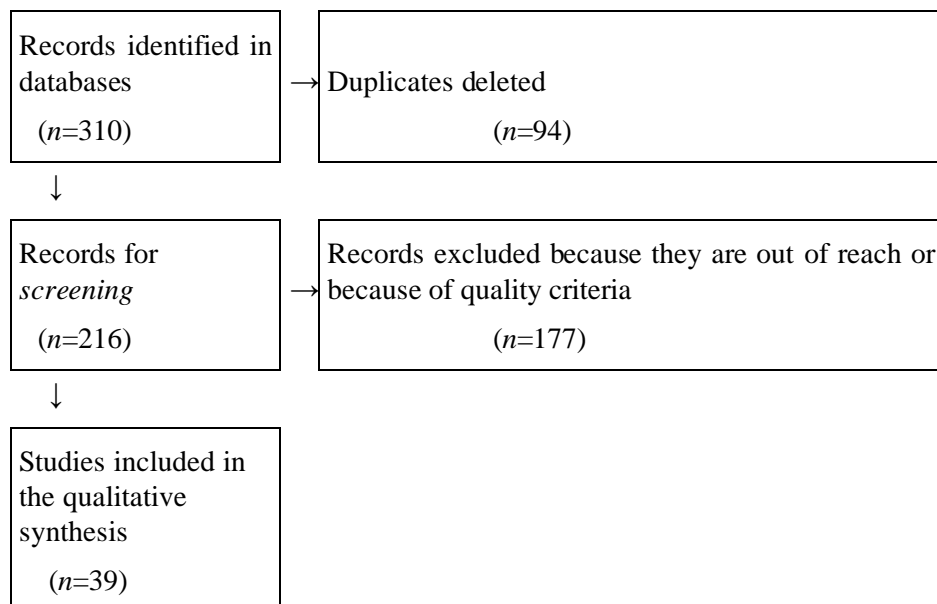 Records identified in
databases
(n=310)
→
Duplicates deleted
(n=94)
↓
Records for
screening
(n=216)
→
Records excluded because they are out of reach or
because of quality criteria
(n=177)
↓
Studies included in
the qualitative
synthesis
(n=39)